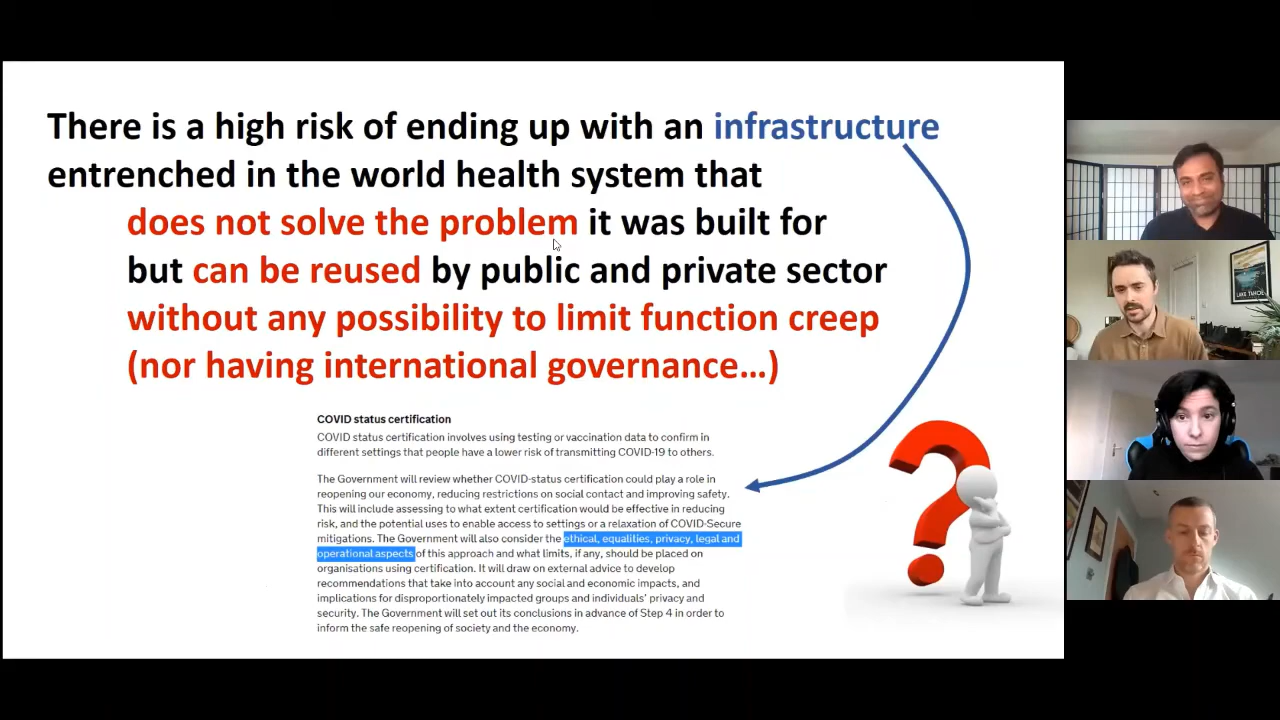 There is a high risk of ending up with an infrastructure
entrenched in the world health system that
does not solve the problem it was built for
but can be reused by public and private sector
without any possibility to limit function creep
(nor having international governance...)
COVID status certification
COVID status certification involves using testing or vaccination data to confirm in
different settings that people have a lower risk of transmitting COVID-19 to others.
The Government will review whether COVID-status certification could play a role in
reopening our economy, reducing restrictions on social contact and improving safety.
This will include assessing to what extent certification would be effective in reducing
risk, and the potential uses to enable access to settings or a relaxation of COVID-Secure
mitigations. The Government will also consider the ethical, equalities, privacy, legal and
operational aspects of this approach and what limits, if any, should be placed on
organisations using certification. It will draw on external advice to develop
recommendations that take into account any social and economic impacts, and
implications for disproportionately impacted groups and individuals' privacy and
security. The Government will set out its conclusions in advance of Step 4 in order to
inform the safe reopening of society and the economy.
LAKE TAHOE